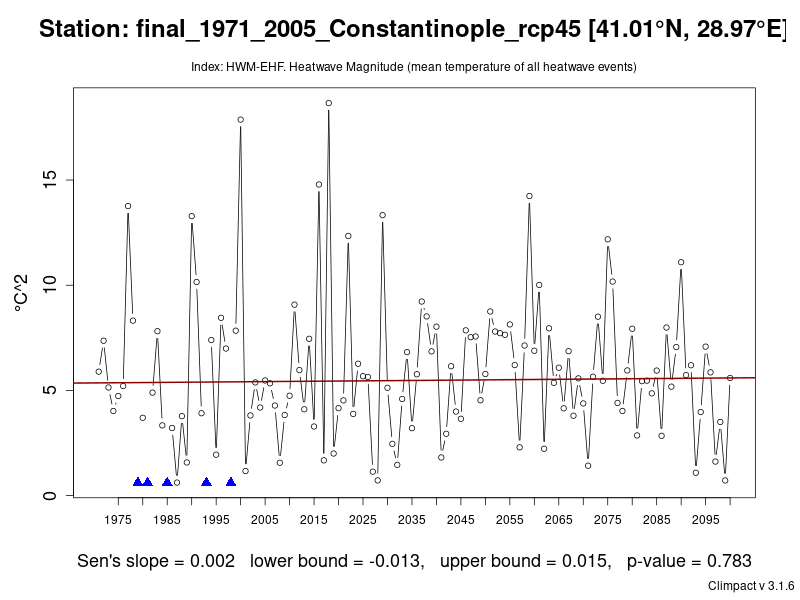 Station: final_1971_2005_Constantinople_rcp45 [41.01°N, 28.97°E]
Index: HWM-EHF. Heatwave Magnitude (mean temperature of all heatwave events)
15
10
5
0
°C^2
1975 1985 1995 2005 2015 2025 2035 2045 2055 2065 2075 2085 2095
Sen's slope = 0.002 lower bound = -0.013, upper bound = 0.015, p-value = 0.783
Climpact v 3.1.6